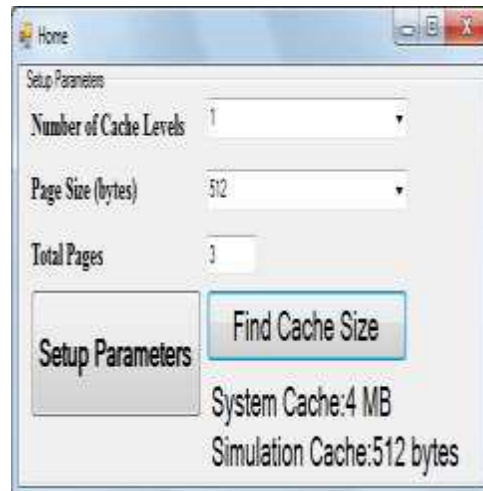 Home
Setup Parameters
Number of Cache Levels 1
Page Size (bytes) 512
Total Pages 3
Setup Parameters
Find Cache Size
System Cache:4 MB
Simulation Cache:512 bytes